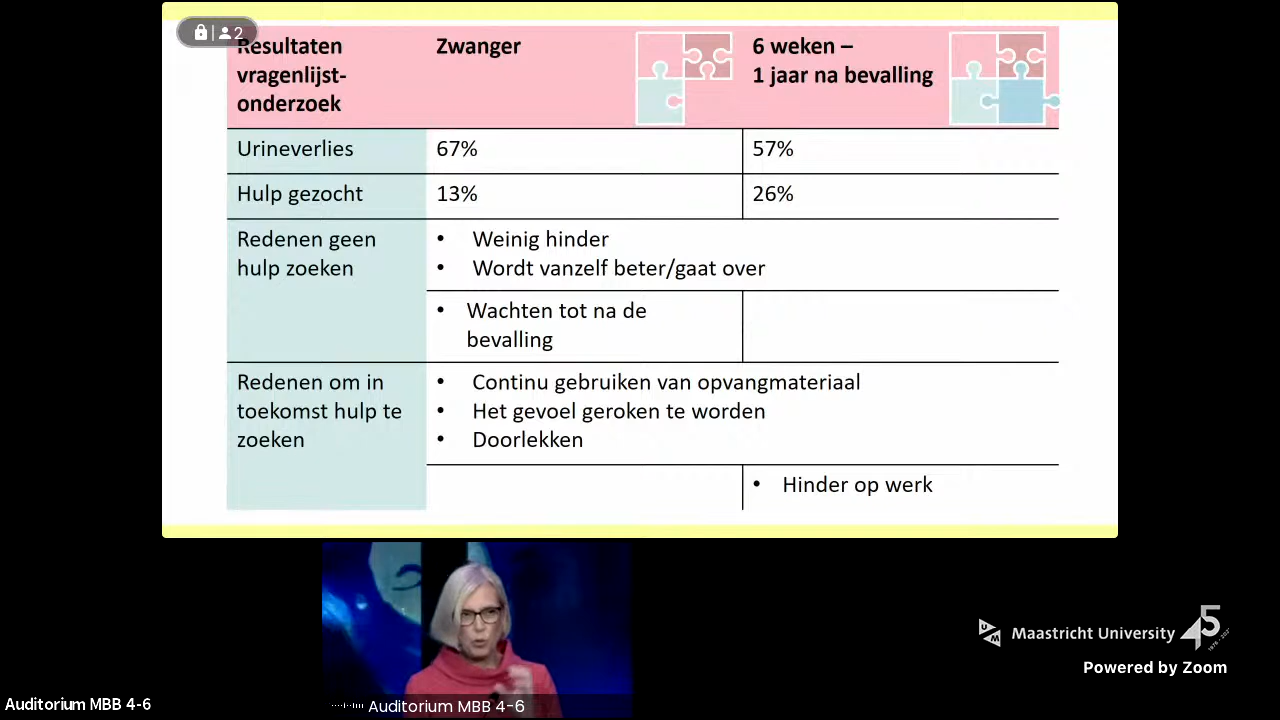 2
Resultaten
vragenlijst-
onderzoek
Zwanger
6 weken –
1 jaar na bevalling
Urineverlies
67%
57%
Hulp gezocht
13%
26%
Redenen geen
hulp zoeken
• Weinig hinder
• Wordt vanzelf beter/gaat over
• Wachten tot na de
bevalling
Redenen om in
toekomst hulp te
zoeken
• Continu gebruiken van opvangmateriaal
• Het gevoel geroken te worden
• Doorlekken
• Hinder op werk
UM
Maastricht University
45
Powered by Zoom
Auditorium MBB 4-6
Auditorium MBB 4-6